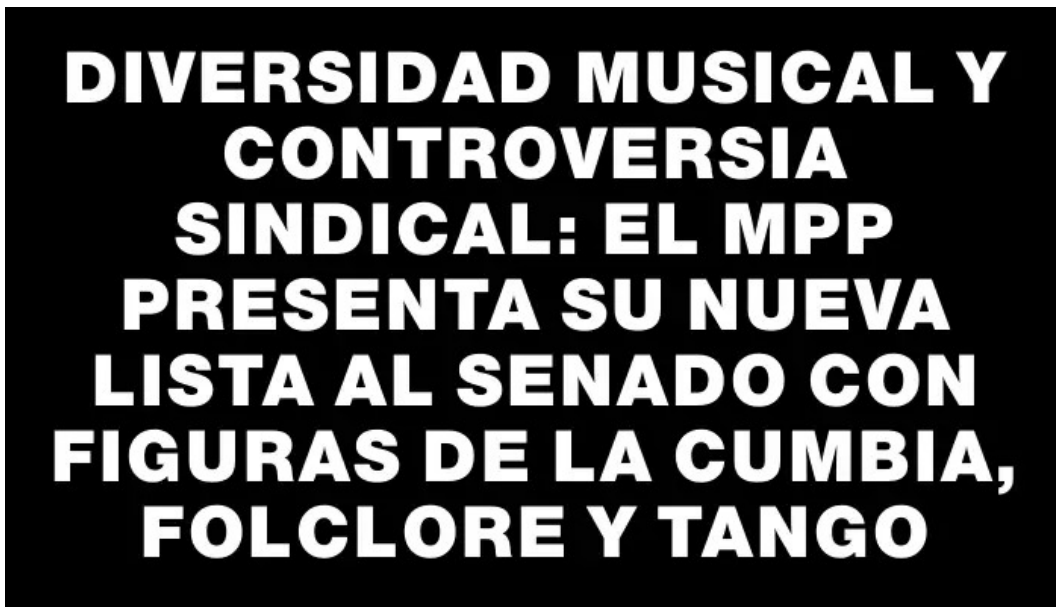 DIVERSIDAD MUSICAL Y
CONTROVERSIA
SINDICAL: EL MPP
PRESENTA SU NUEVA
LISTA AL SENADO CON
FIGURAS DE LA CUMBIA,
FOLCLORE Y TANGO